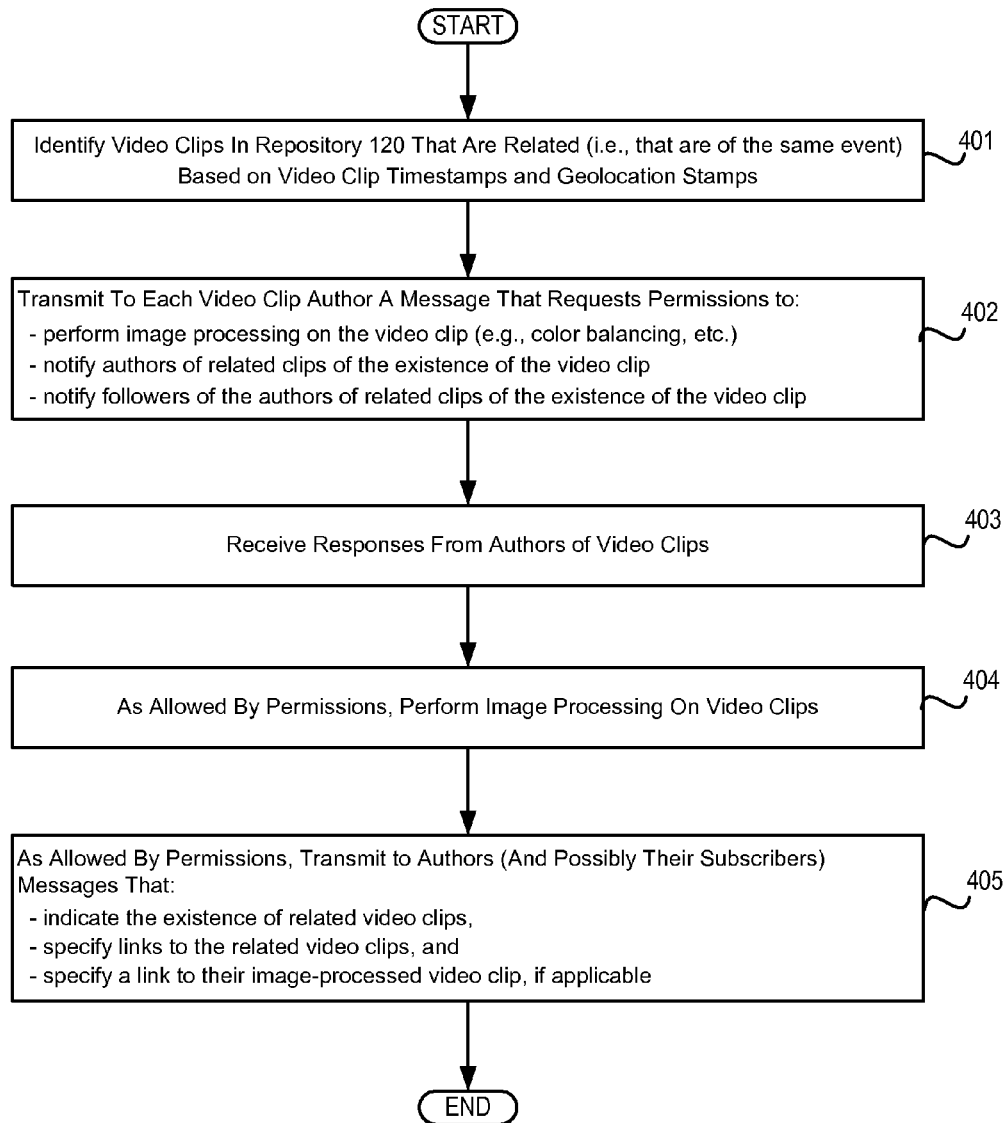 START
Identify Video Clips In Repository 120 That Are Related (i.e., that are of the same event)
Based on Video Clip Timestamps and Geolocation Stamps
401
Transmit To Each Video Clip Author A Message That Requests Permissions to:
- perform image processing on the video clip (e.g., color balancing, etc.)
- notify authors of related clips of the existence of the video clip
- notify followers of the authors of related clips of the existence of the video clip
402
Receive Responses From Authors of Video Clips
403
As Allowed By Permissions, Perform Image Processing On Video Clips
404
As Allowed By Permissions, Transmit to Authors (And Possibly Their Subscribers)
Messages That:
- indicate the existence of related video clips,
- specify links to the related video clips, and
- specify a link to their image-processed video clip, if applicable
405
END